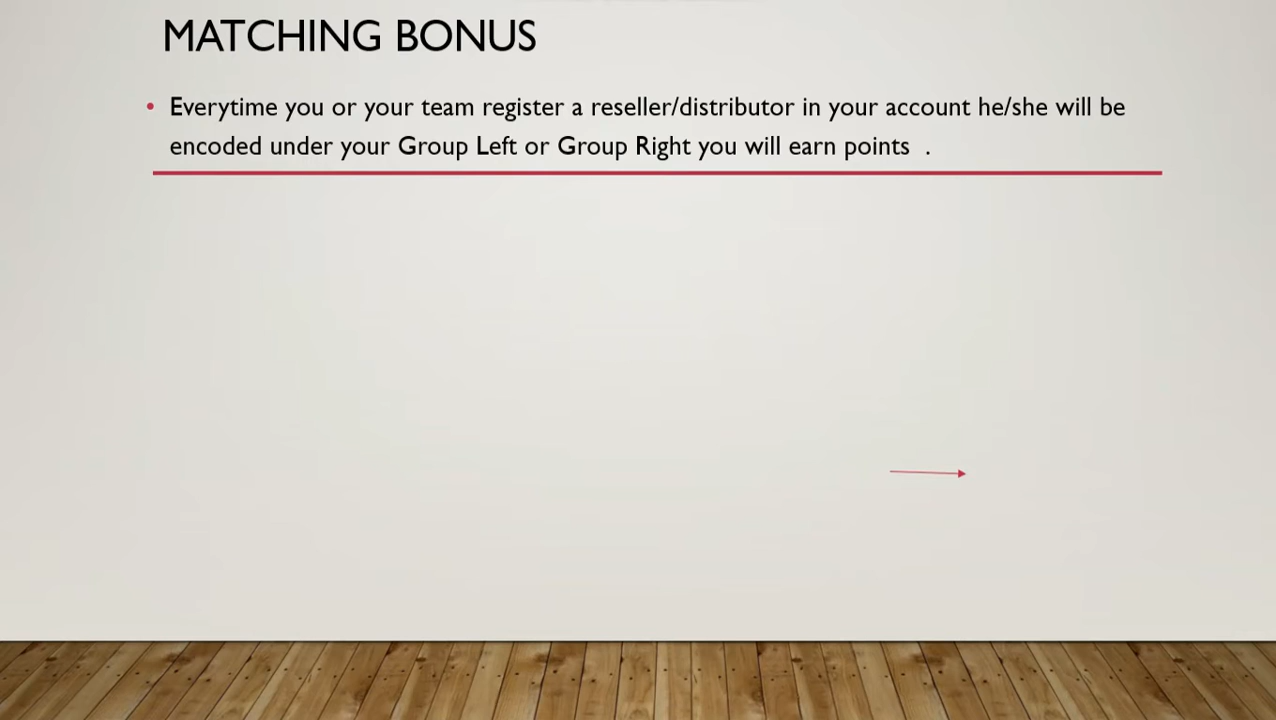 MATCHING BONUS
• Everytime you or your team register a reseller/distributor in your account he/she will be
encoded under your Group Left or Group Right you will earn points .